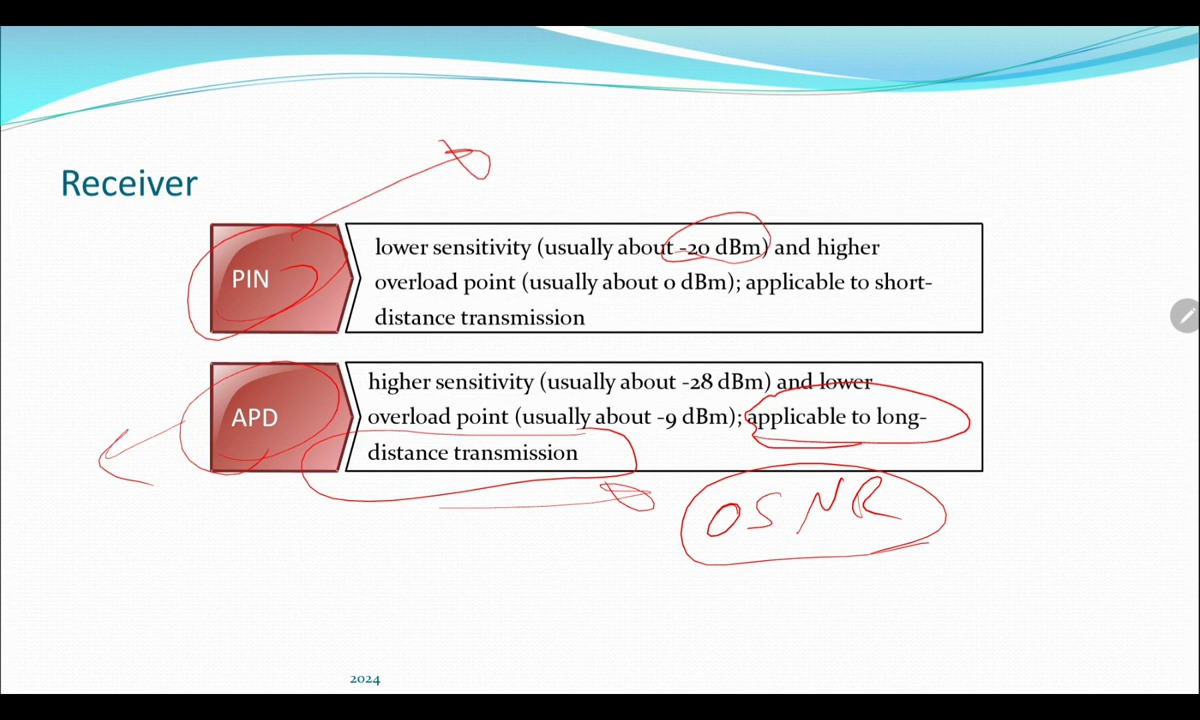 Receiver
PIN
lower sensitivity (usually about -20 dBm) and higher
overload point (usually about 0 dBm); applicable to short-
distance transmission
APD
higher sensitivity (usually about -28 dBm) and lower
overload point (usually about -9 dBm); applicable to long-
distance transmission
OSNR
2024